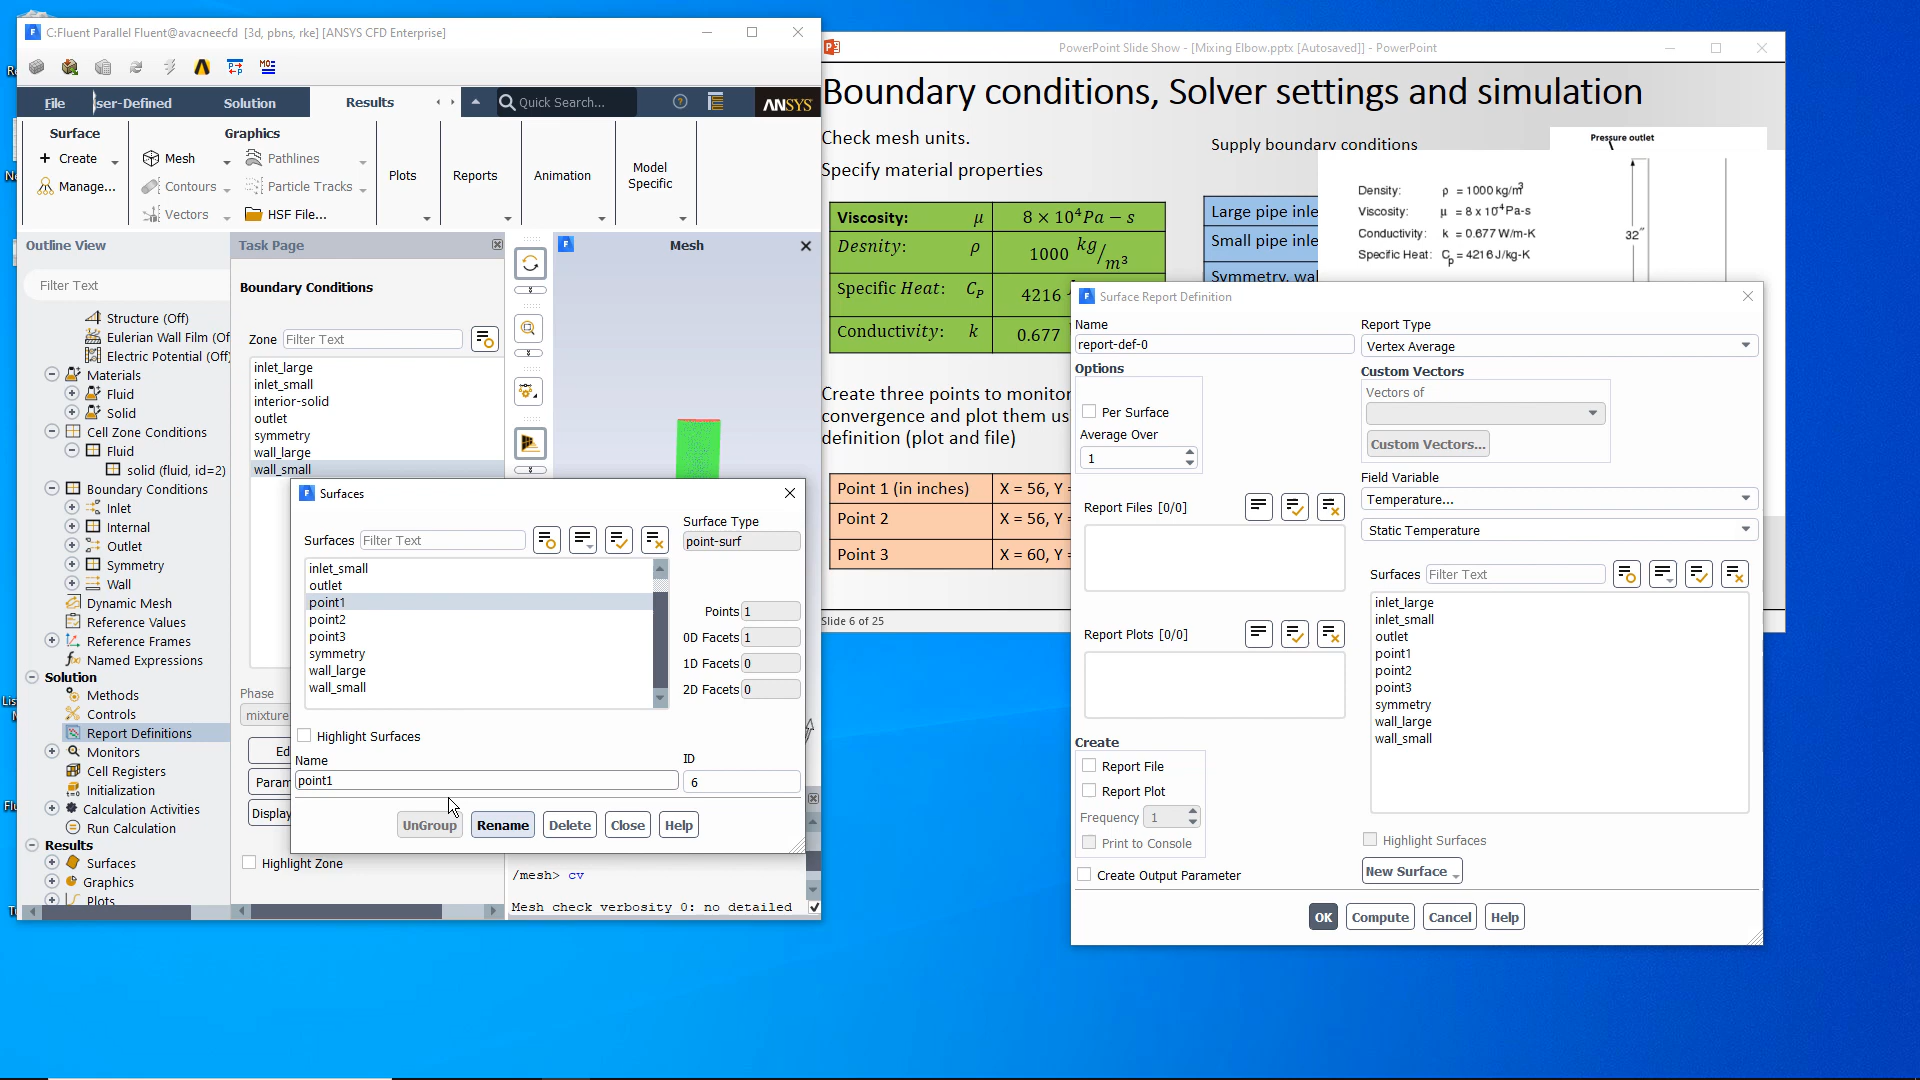 C:Fluent Parallel Fluent@avacneecfd [3d, pbns, rke] [ANSYS CFD Enterprise]
File
ser-Defined
Solution
Results
Quick Search...
ANSYS
Surface
Create
Manage...
Graphics
Mesh
Contours
Vectors
Pathlines
Particle Tracks
HSF File...
Plots
Reports
Animation
Model
Specific
Outline View
Filter Text
Structure (Off)
Eulerian Wall Film (Off
Electric Potential (Off)
Materials
Fluid
Solid
Cell Zone Conditions
Fluid
solid (fluid, id=2)
Boundary Conditions
Inlet
Internal
Outlet
Symmetry
Wall
Dynamic Mesh
Reference Values
Reference Frames
Named Expressions
Solution
Methods
Controls
Report Definitions
Monitors
Cell Registers
Initialization
Calculation Activities
Run Calculation
Results
Surfaces
Graphics
Plots
Task Page
Boundary Conditions
Zone
Filter Text
inlet_large
inlet_small
interior-solid
outlet
symmetry
wall_large
wall_small
Phase
mixture
Ed
Param
Display
Highlight Zone
Mesh
/mesh> cv
Mesh check verbosity 0: no detailed
Surfaces
Surfaces
Filter Text
inlet_small
outlet
point1
point2
point3
symmetry
wall_large
wall_small
Surface Type
point-surf
Points 1
0D Facets 1
1D Facets 0
2D Facets 0
Highlight Surfaces
Name
point1
ID
6
UnGroup
Rename
Delete
Close
Help
PowerPoint Slide Show - [Mixing Elbow.pptx [Autosaved]] - PowerPoint
Boundary conditions, Solver settings and simulation
Check mesh units.
Specify material properties
Viscosity: μ 8 × 10⁴Pa − s
Desnity: ρ 1000 kg/m³
Specific Heat: C_P 4216
Conductivity: k 0.677
Create three points to monitor
convergence and plot them us
definition (plot and file)
Point 1 (in inches) X = 56, Y =
Point 2 X = 56, Y =
Point 3 X = 60, Y =
Slide 6 of 25
Supply boundary conditions
Large pipe inle
Small pipe inle
Symmetry, wal
Pressure outlet
Density: ρ = 1000 kg/m³
Viscosity: μ = 8 x 10⁻⁴ Pa-s
Conductivity: k = 0.677 W/m-K
Specific Heat: C_p = 4216 J/kg-K
32″
Surface Report Definition
Name
report-def-0
Options
Per Surface
Average Over
1
Report Files [0/0]
Report Plots [0/0]
Create
Report File
Report Plot
Frequency 1
Print to Console
Create Output Parameter
Report Type
Vertex Average
Custom Vectors
Vectors of
Custom Vectors...
Field Variable
Temperature...
Static Temperature
Surfaces
Filter Text
inlet_large
inlet_small
outlet
point1
point2
point3
symmetry
wall_large
wall_small
Highlight Surfaces
New Surface
OK
Compute
Cancel
Help